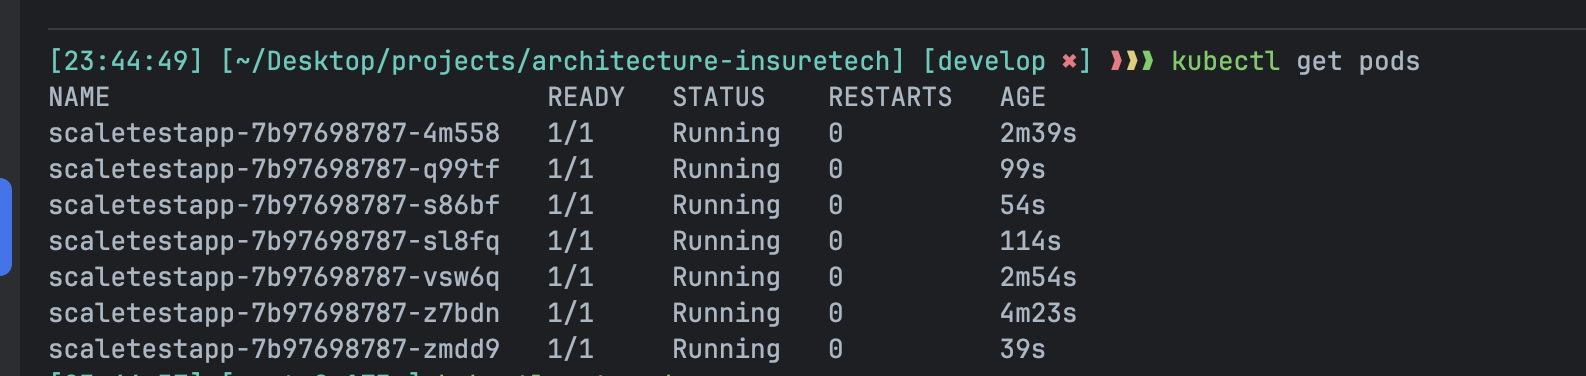 [23:44:49] [~/Desktop/projects/architecture-insuretech] [develop ✖] ❱❱❱ kubectl get pods
NAME READY STATUS RESTARTS AGE
scaletestapp-7b97698787-4m558 1/1 Running 0 2m39s
scaletestapp-7b97698787-q99tf 1/1 Running 0 99s
scaletestapp-7b97698787-s86bf 1/1 Running 0 54s
scaletestapp-7b97698787-sl8fq 1/1 Running 0 114s
scaletestapp-7b97698787-vsw6q 1/1 Running 0 2m54s
scaletestapp-7b97698787-z7bdn 1/1 Running 0 4m23s
scaletestapp-7b97698787-zmdd9 1/1 Running 0 39s